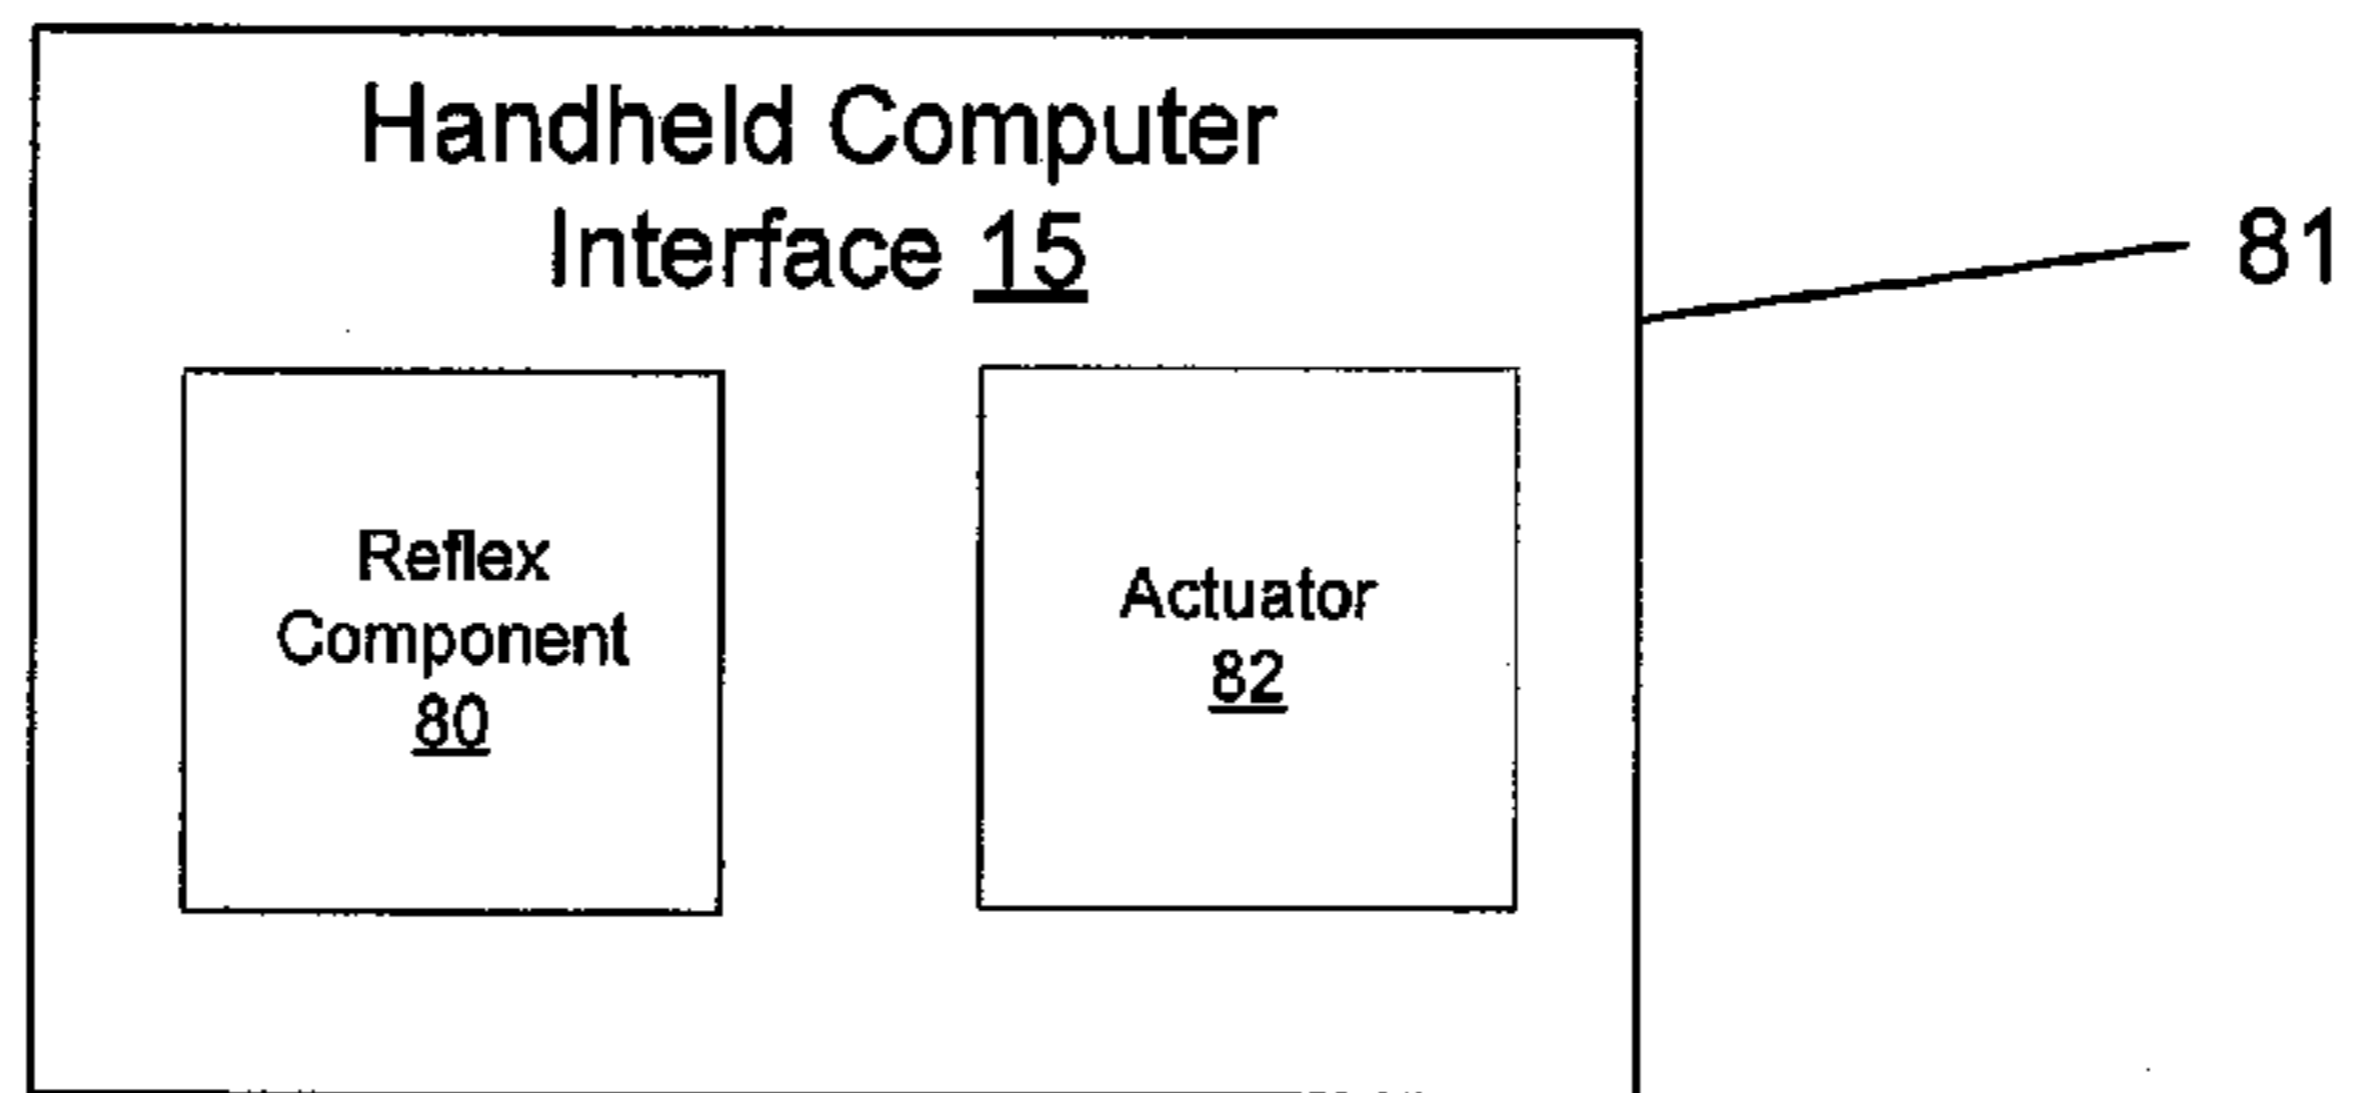 Handheld Computer
Interface 15
81
Reflex
Component
80
Actuator
82